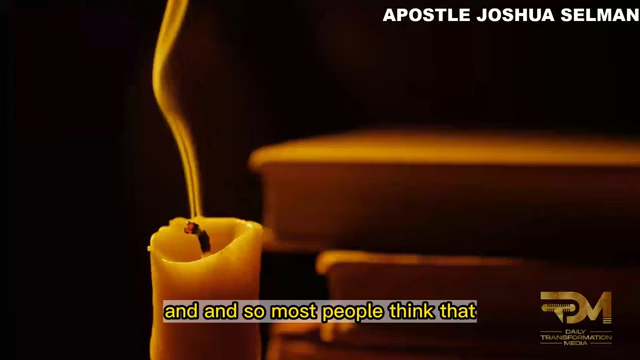 APOSTLE JOSHUA SELMAN
and and so most people think that
DAILY
TRANSFORMATION
MEDIA